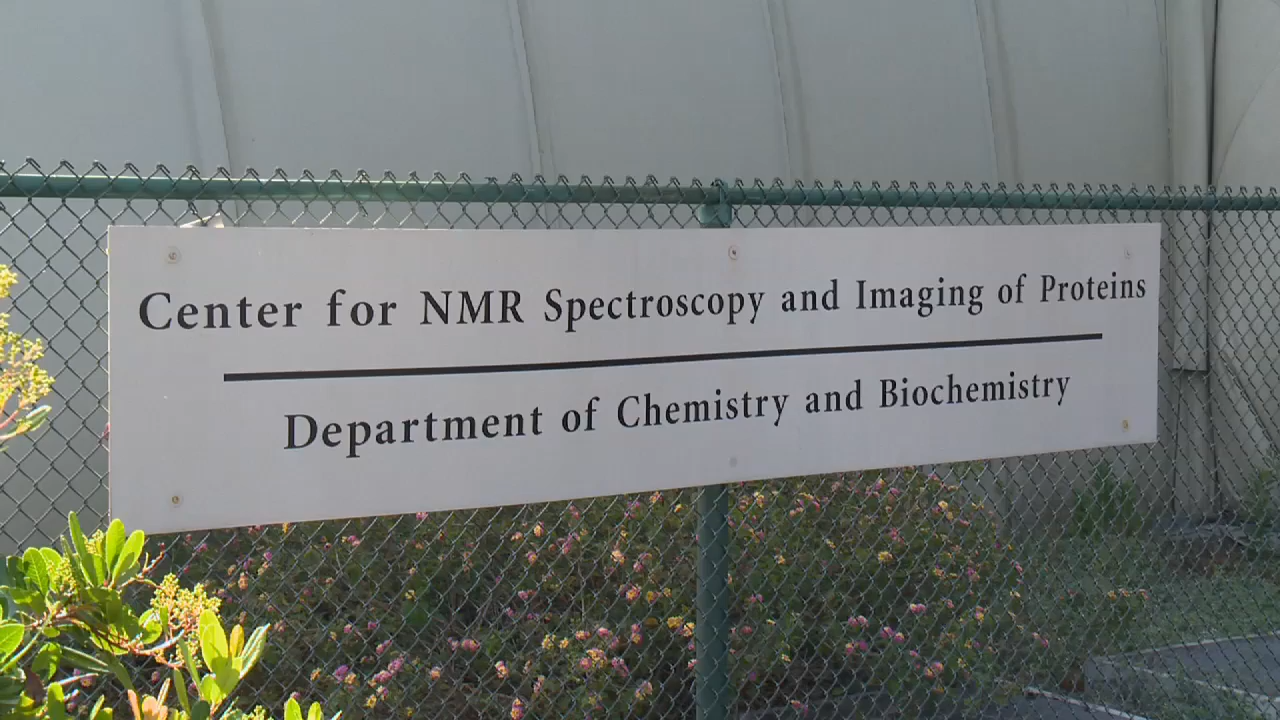 Center for NMR Spectroscopy and Imaging of Proteins
Department of Chemistry and Biochemistry